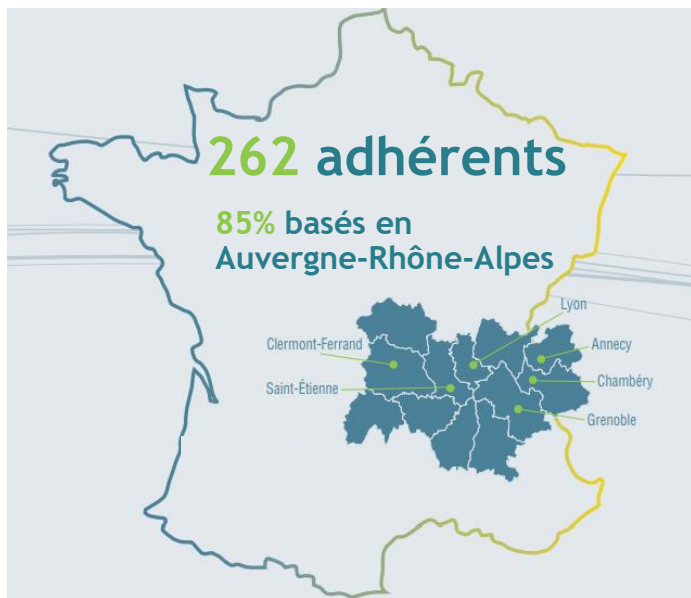 262 adhérents
85% basés en
Auvergne-Rhône-Alpes
Lyon
Clermont-Ferrand
Annecy
Saint-Étienne
Chambéry
Grenoble